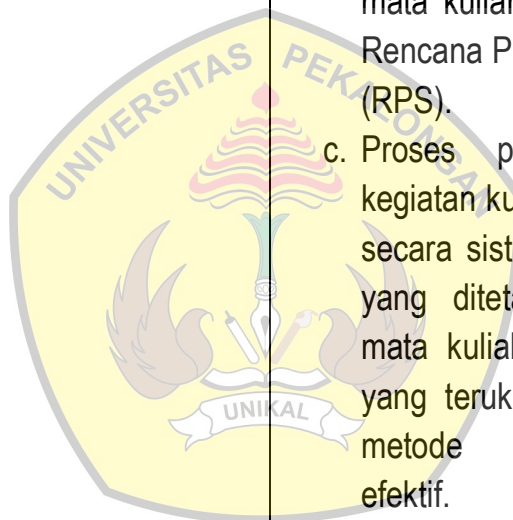 UNIVERSITAS PEKALONGAN
UNIKAL
mata kuliah
Rencana P
(RPS).
c. Proses p
kegiatan ku
secara sist
yang diteta
mata kuliah
yang teruk
metode
efektif.